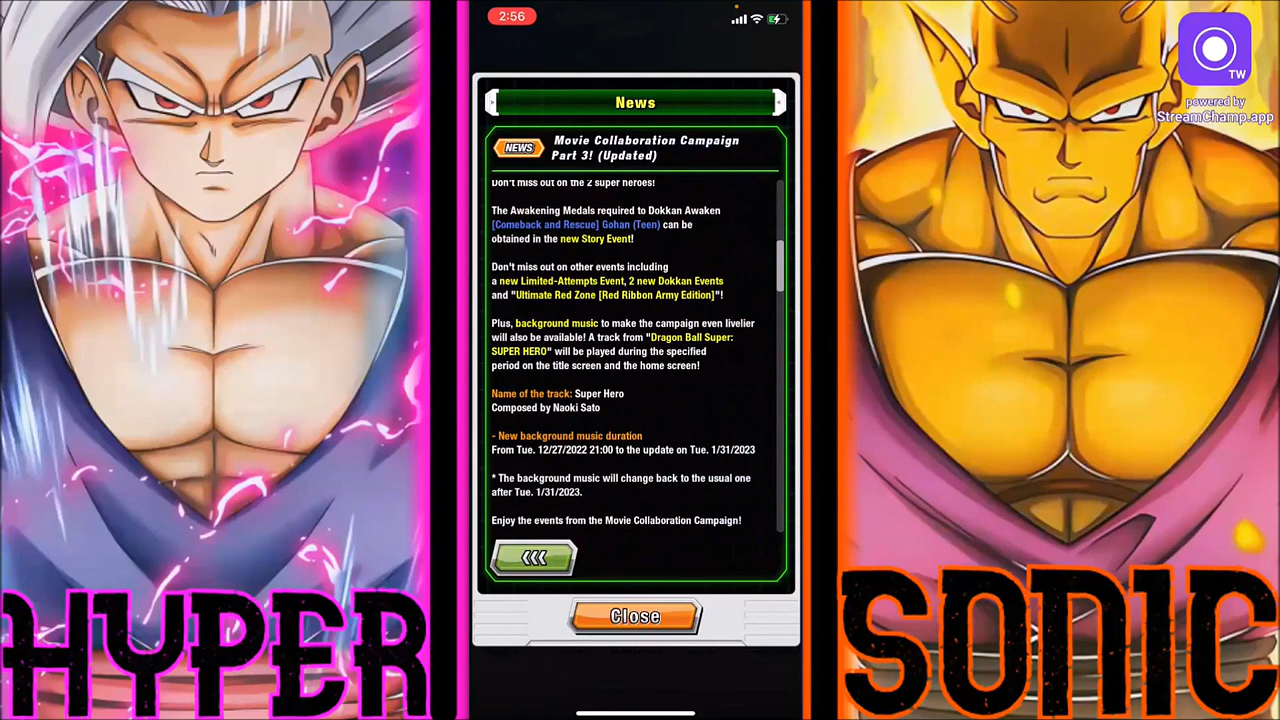 2:56
TW
powered by
StreamChamp.app
News
NEWS
Movie Collaboration Campaign
Part 3! (Updated)
Don't miss out on the 2 super heroes!
The Awakening Medals required to Dokkan Awaken
[Comeback and Rescue] Gohan (Teen) can be
obtained in the new Story Event!
Don't miss out on other events including
a new Limited-Attempts Event, 2 new Dokkan Events
and "Ultimate Red Zone [Red Ribbon Army Edition]"!
Plus, background music to make the campaign even livelier
will also be available! A track from "Dragon Ball Super:
SUPER HERO" will be played during the specified
period on the title screen and the home screen!
Name of the track: Super Hero
Composed by Naoki Sato
- New background music duration
From Tue. 12/27/2022 21:00 to the update on Tue. 1/31/2023
* The background music will change back to the usual one
after Tue. 1/31/2023.
Enjoy the events from the Movie Collaboration Campaign!
Close
HYPER
SONIC